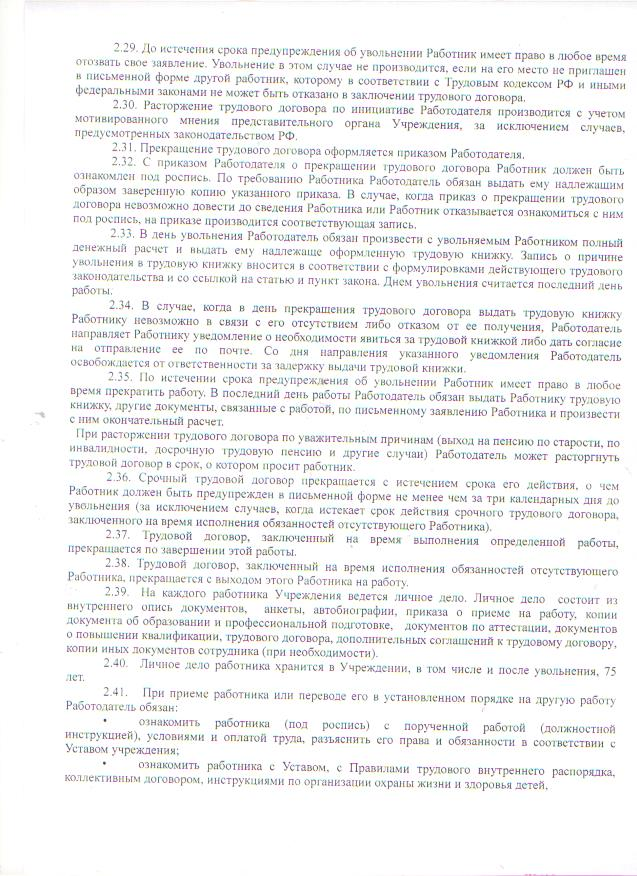 2.29. До истечения срока предупреждения об увольнении Работник имеет право в любое время
отозвать свое заявление. Увольнение в этом случае не производится, если на его место не приглашен
в письменной форме другой работник, которому в соответствии с Трудовым кодексом РФ и иными
федеральными законами не может быть отказано в заключении трудового договора.
2.30. Расторжение трудового договора по инициативе Работодателя производится с учетом
мотивированного мнения представительного органа Учреждения, за исключением случаев,
предусмотренных законодательством РФ.
2.31. Прекращение трудового договора оформляется приказом Работодателя.
2.32. С приказом Работодателя о прекращении трудового договора Работник должен быть
ознакомлен под роспись. По требованию Работника Работодатель обязан выдать ему надлежащим
образом заверенную копию указанного приказа. В случае, когда приказ о прекращении трудового
договора невозможно довести до сведения Работника или Работник отказывается ознакомиться с ним
под роспись, на приказе производится соответствующая запись.
2.33. В день увольнения Работодатель обязан произвести с увольняемым Работником полный
денежный расчет и выдать ему надлежаще оформленную трудовую книжку. Запись о причине
увольнения в трудовую книжку вносится в соответствии с формулировками действующего трудового
законодательства и со ссылкой на статью и пункт закона. Днем увольнения считается последний день
работы.
2.34. В случае, когда в день прекращения трудового договора выдать трудовую книжку
Работнику невозможно в связи с его отсутствием либо отказом от ее получения, Работодатель
направляет Работнику уведомление о необходимости явиться за трудовой книжкой либо дать согласие
на отправление ее по почте. Со дня направления указанного уведомления Работодатель
освобождается от ответственности за задержку выдачи трудовой книжки.
2.35. По истечении срока предупреждения об увольнении Работник имеет право в любое
время прекратить работу. В последний день работы Работодатель обязан выдать Работнику трудовую
книжку, другие документы, связанные с работой, по письменному заявлению Работника и произвести
с ним окончательный расчет.
При расторжении трудового договора по уважительным причинам (выход на пенсию по старости, по
инвалидности, досрочную трудовую пенсию и другие случаи) Работодатель может расторгнуть
трудовой договор в срок, о котором просит работник.
2.36. Срочный трудовой договор прекращается с истечением срока его действия, о чем
Работник должен быть предупрежден в письменной форме не менее чем за три календарных дня до
увольнения (за исключением случаев, когда истекает срок действия срочного трудового договора,
заключенного на время исполнения обязанностей отсутствующего Работника).
2.37. Трудовой договор, заключенный на время выполнения определенной работы,
прекращается по завершении этой работы.
2.38. Трудовой договор, заключенный на время исполнения обязанностей отсутствующего
Работника, прекращается с выходом этого Работника на работу.
2.39. На каждого работника Учреждения ведется личное дело. Личное дело состоит из
внутреннего опись документов, анкеты, автобиографии, приказа о приеме на работу, копии
документа об образовании и профессиональной подготовке, документов по аттестации, документов
о повышении квалификации, трудового договора, дополнительных соглашений к трудовому договору,
копии иных документов сотрудника (при необходимости).
2.40. Личное дело работника хранится в Учреждении, в том числе и после увольнения, 75
лет.
2.41. При приеме работника или переводе его в установленном порядке на другую работу
Работодатель обязан:
• ознакомить работника (под роспись) с порученной работой (должностной
инструкцией), условиями и оплатой труда, разъяснить его права и обязанности в соответствии с
Уставом учреждения;
• ознакомить работника с Уставом, с Правилами трудового внутреннего распорядка,
коллективным договором, инструкциями по организации охраны жизни и здоровья детей,